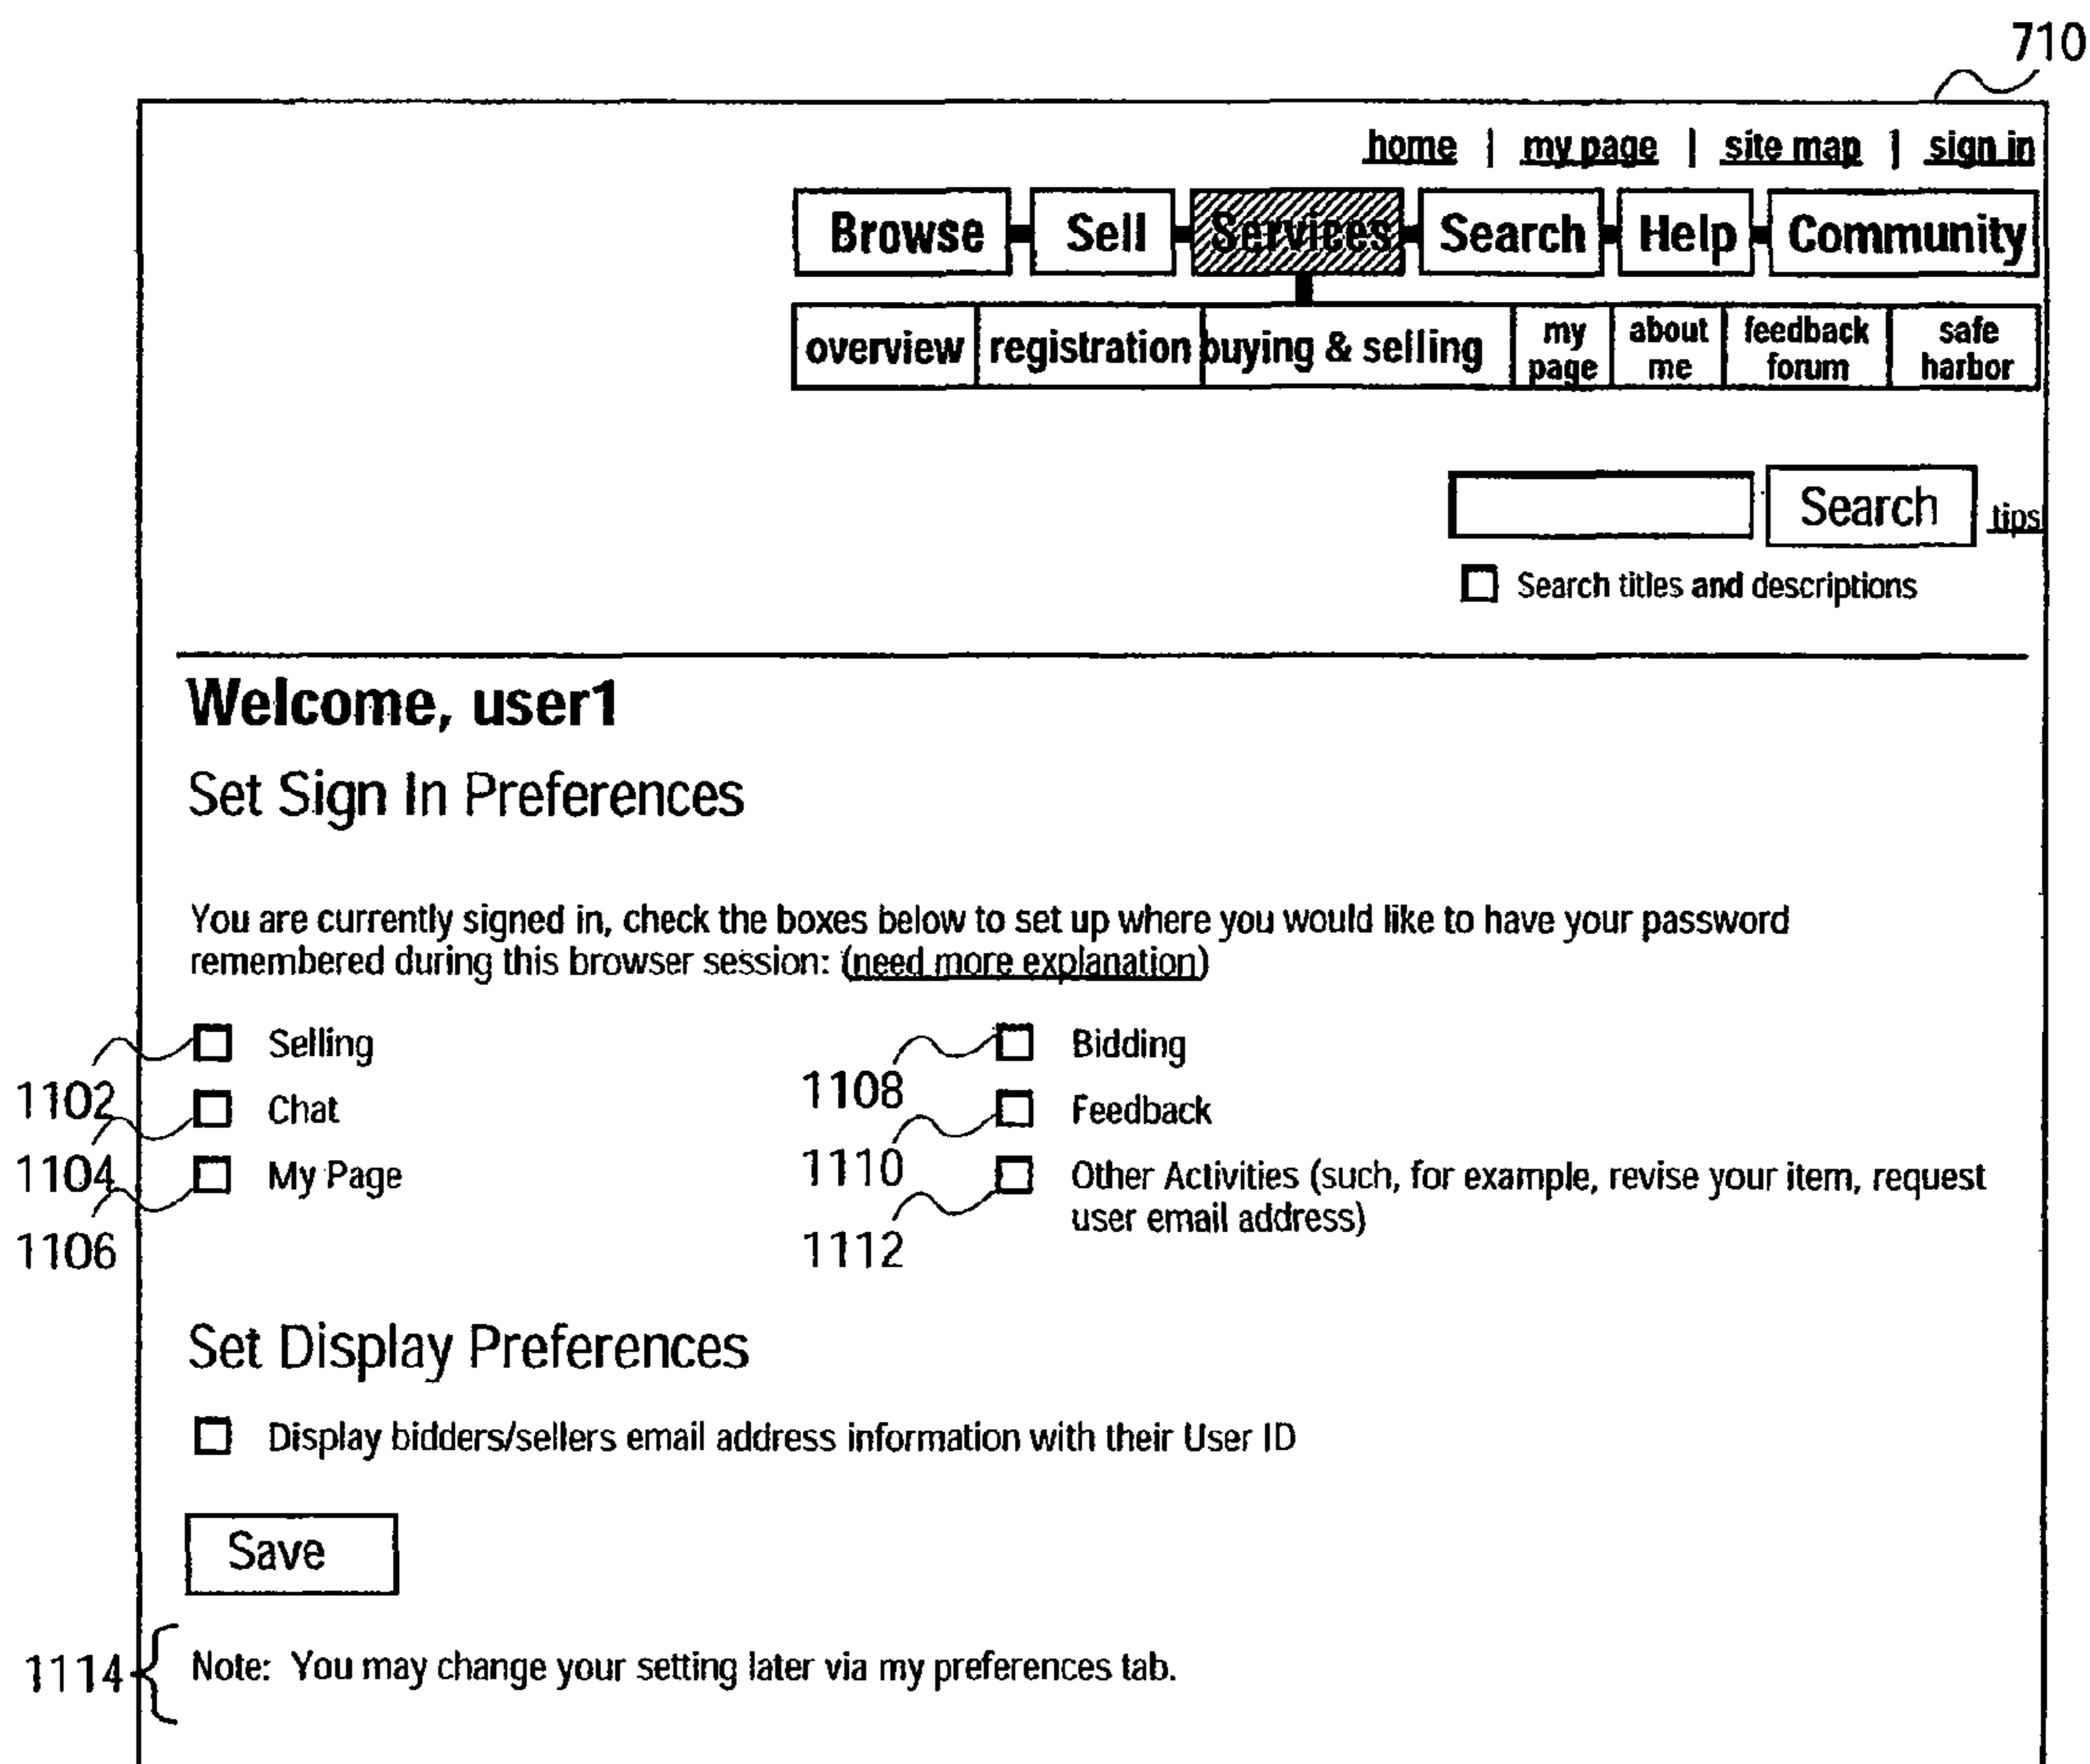 710
home | my page | site map | sign in
Browse Sell Services Search Help Community
overview registration buying & selling my page about me feedback forum safe harbor
Search tips
Search titles and descriptions
Welcome, user1
Set Sign In Preferences
You are currently signed in, check the boxes below to set up where you would like to have your password
remembered during this browser session: (need more explanation)
Selling Bidding
1102 1108
Chat Feedback
1104 1110
My Page Other Activities (such, for example, revise your item, request
user email address)
1106 1112
Set Display Preferences
Display bidders/sellers email address information with their User ID
Save
1114 Note: You may change your setting later via my preferences tab.